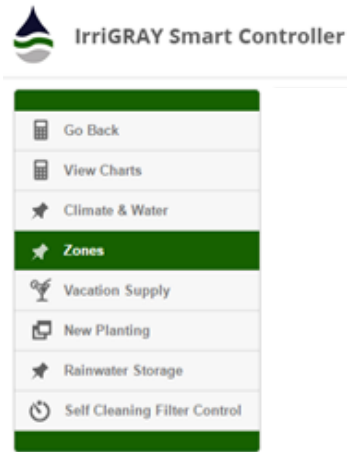 IrriGRAY Smart Controller
Go Back
View Charts
Climate & Water
Zones
Vacation Supply
New Planting
Rainwater Storage
Self Cleaning Filter Control